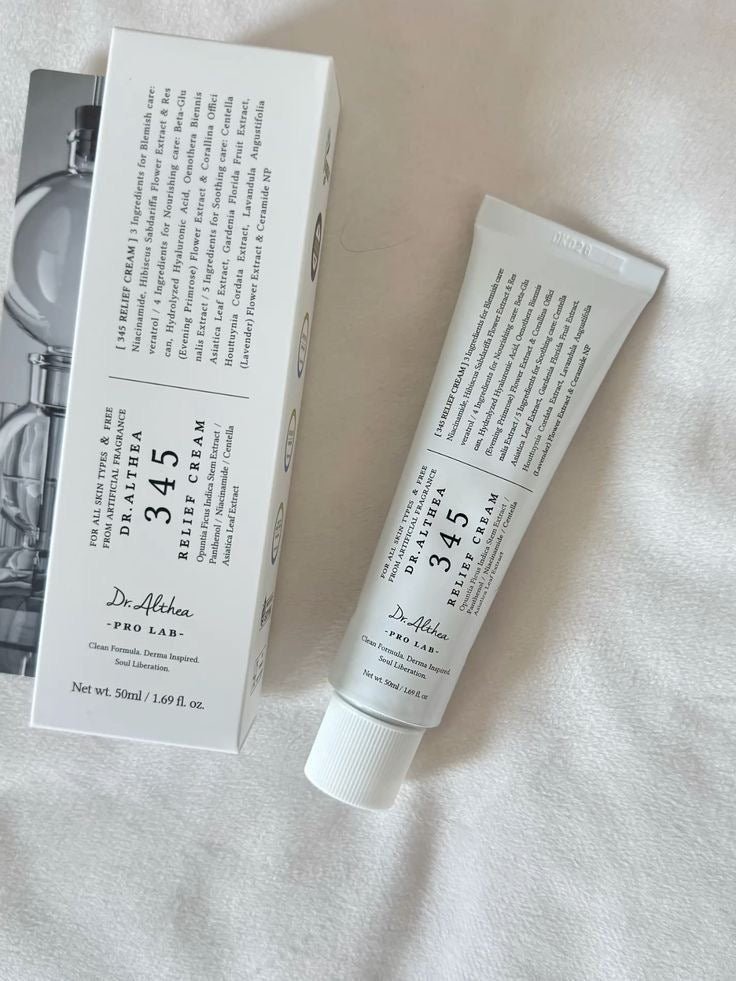 [ 345 RELIEF CREAM ] 3 Ingredients for Blemish care:
Niacinamide, Hibiscus Sabdariffa Flower Extract & Res
veratrol / 4 Ingredients for Nourishing care: Beta-Glu
can, Hydrolyzed Hyaluronic Acid, Oenothera Biennis
(Evening Primrose) Flower Extract & Corallina Offici
nalis Extract / 5 Ingredients for Soothing care: Centella
Asiatica Leaf Extract, Gardenia Florida Fruit Extract,
Houttuynia Cordata Extract, Lavandula Angustifolia
(Lavender) Flower Extract & Ceramide NP
FOR ALL SKIN TYPES & FREE
FROM ARTIFICIAL FRAGRANCE
DR.ALTHEA
345
RELIEF CREAM
Opuntia Ficus Indica Stem Extract /
Panthenol / Niacinamide / Centella
Asiatica Leaf Extract
Dr.Althea
-PRO LAB-
Clean Formula. Derma Inspired.
Soul Liberation.
Net wt. 50ml / 1.69 fl. oz.
[ 345 RELIEF CREAM ] 3 Ingredients for Blemish care:
Niacinamide, Hibiscus Sabdariffa Flower Extract & Res
veratrol / 4 Ingredients for Nourishing care: Beta-Glu
can, Hydrolyzed Hyaluronic Acid, Oenothera Biennis
(Evening Primrose) Flower Extract & Corallina Offici
nalis Extract / 5 Ingredients for Soothing care: Centella
Asiatica Leaf Extract, Gardenia Florida Fruit Extract,
Houttuynia Cordata Extract, Lavandula Angustifolia
(Lavender) Flower Extract & Ceramide NP
FOR ALL SKIN TYPES & FREE
FROM ARTIFICIAL FRAGRANCE
DR.ALTHEA
345
RELIEF CREAM
Opuntia Ficus Indica Stem Extract /
Panthenol / Niacinamide / Centella
Asiatica Leaf Extract
Dr.Althea
-PRO LAB-
Clean Formula. Derma Inspired.
Soul Liberation.
Net wt. 50ml / 1.69 fl. oz.